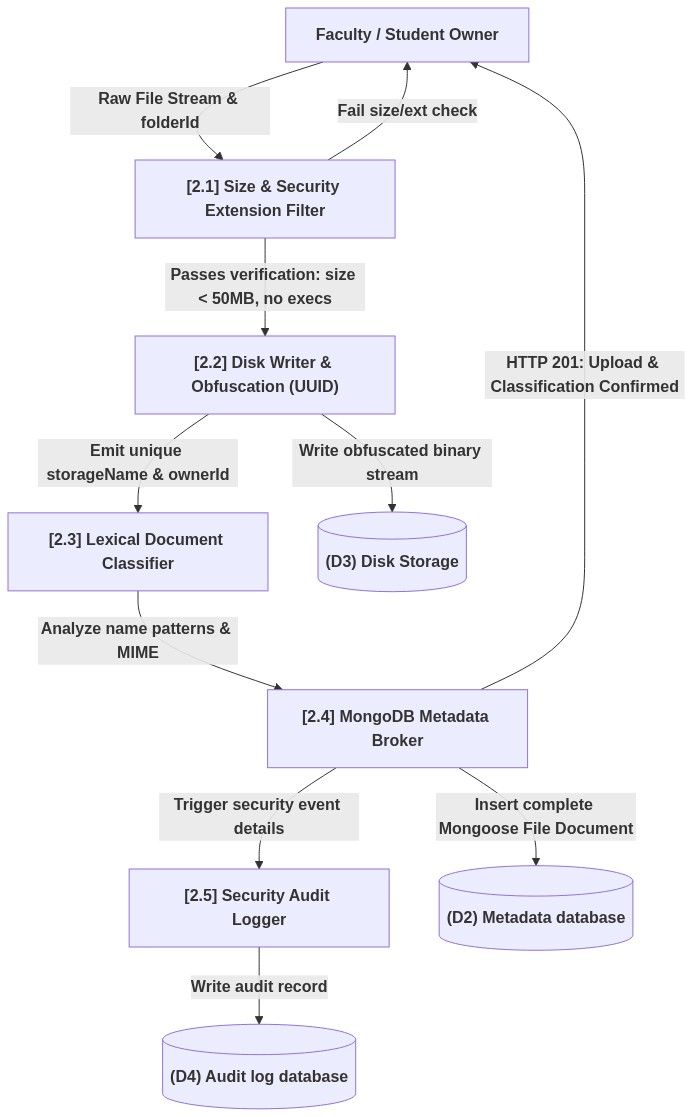 Faculty / Student Owner
Raw File Stream &
folderId
Fail size/ext check
[2.1] Size & Security
Extension Filter
Passes verification: size
< 50MB, no execs
[2.2] Disk Writer &
Obfuscation (UUID)
HTTP 201: Upload &
Classification Confirmed
Emit unique
storageName & ownerId
Write obfuscated binary
stream
[2.3] Lexical Document
Classifier
(D3) Disk Storage
Analyze name patterns &
MIME
[2.4] MongoDB Metadata
Broker
Trigger security event
details
Insert complete
Mongoose File Document
[2.5] Security Audit
Logger
(D2) Metadata database
Write audit record
(D4) Audit log database